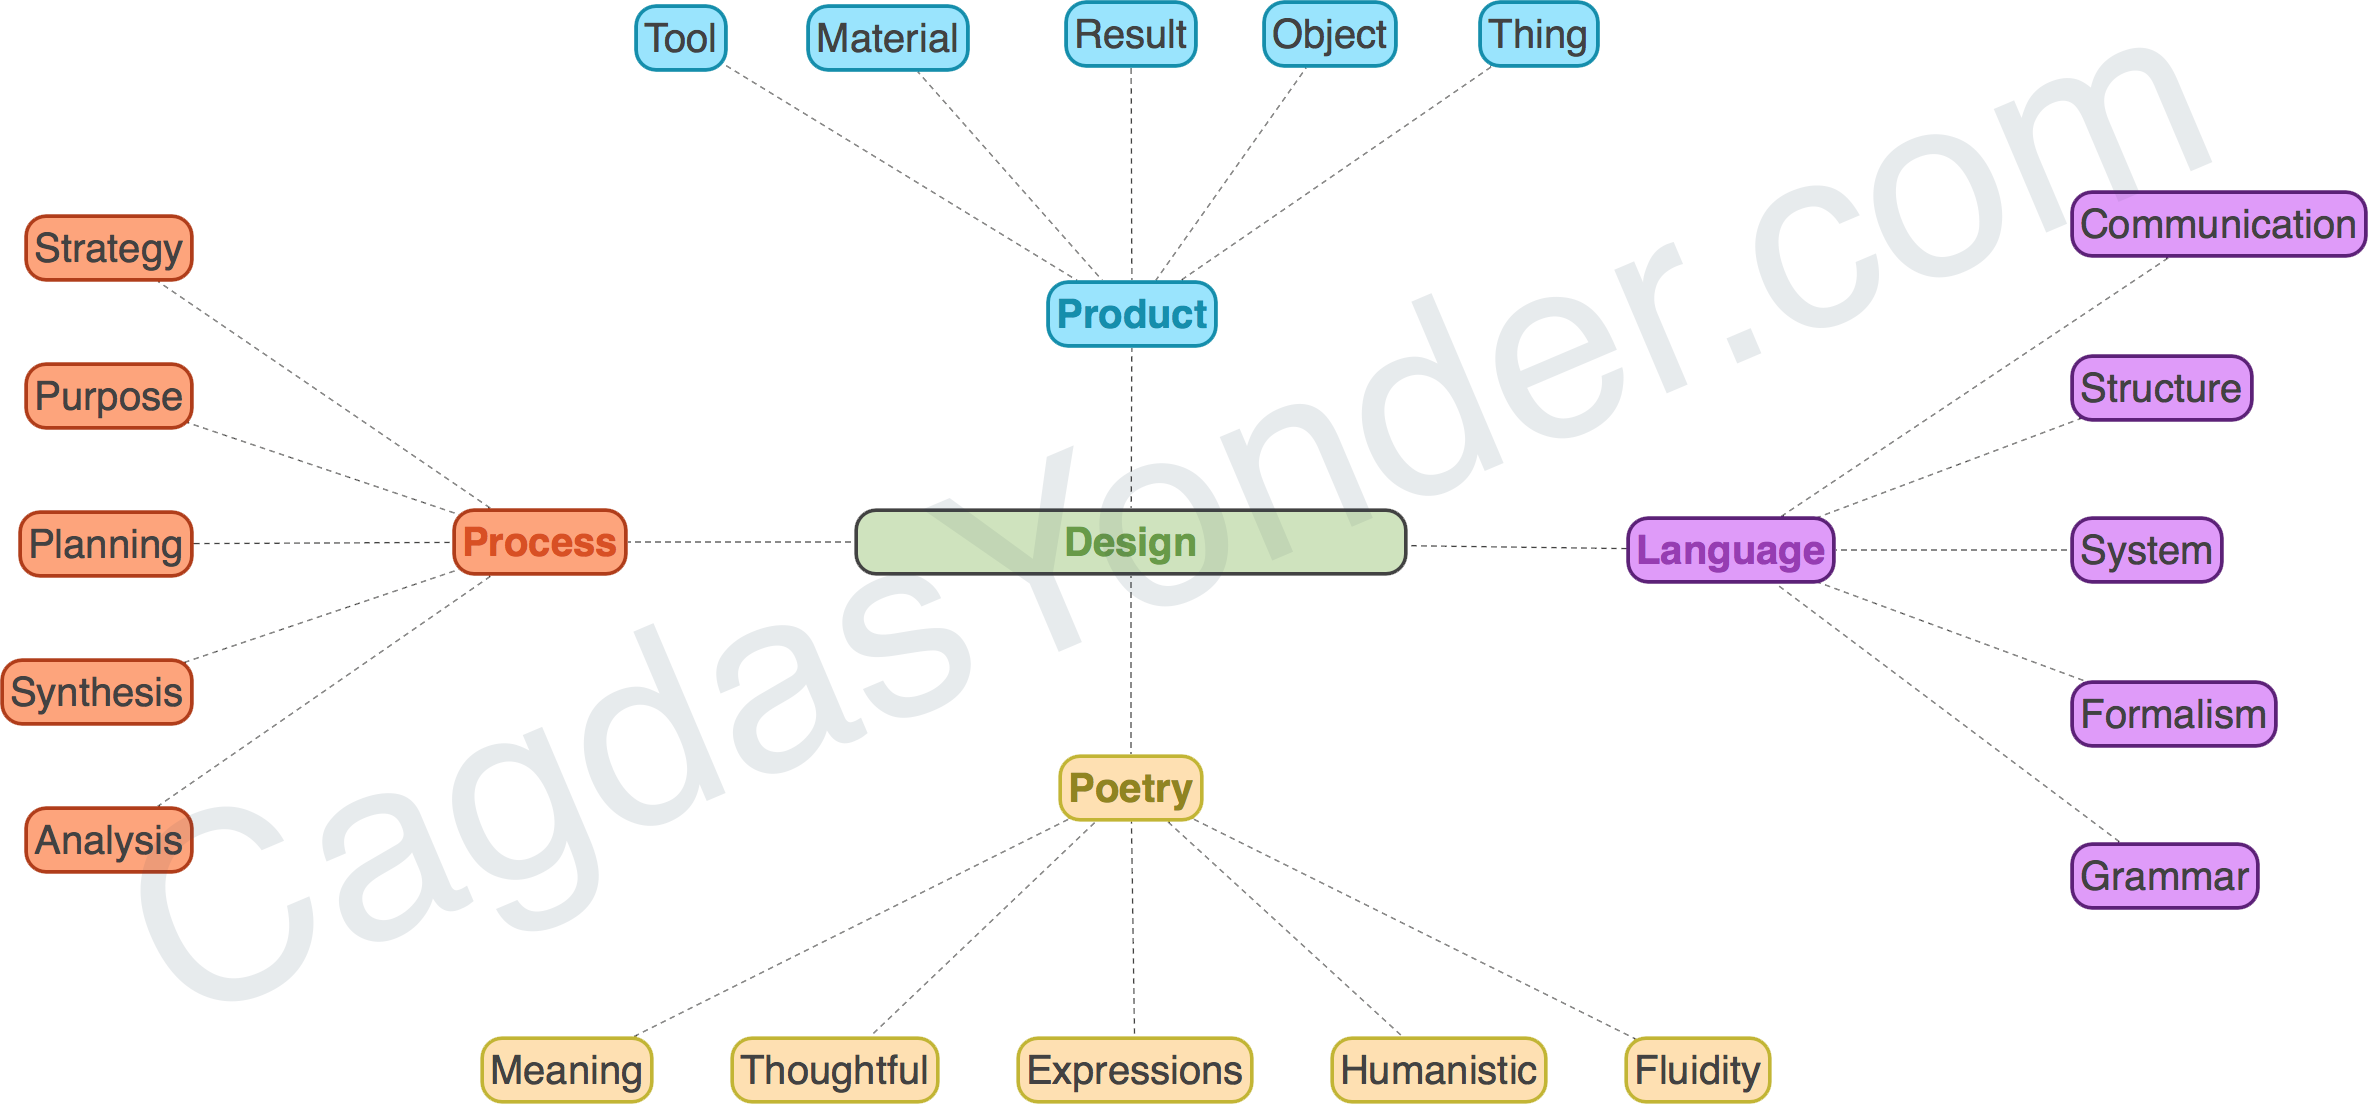 Tool
Material
Result
Object
Thing
Product
Strategy
Purpose
Planning
Synthesis
Analysis
Process
Design
Language
Communication
Structure
System
Formalism
Grammar
Poetry
Meaning
Thoughtful
Expressions
Humanistic
Fluidity
CagdasYonder.com